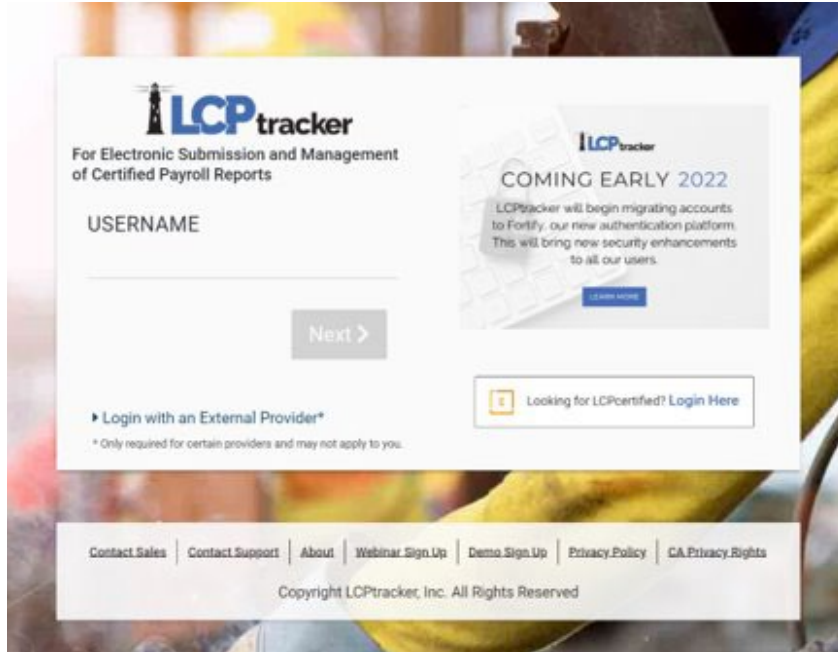 LCPtracker
For Electronic Submission and Management
of Certified Payroll Reports
USERNAME
Next
Login with an External Provider*
* Only required for certain providers and may not apply to you.
LCPtracker
COMING EARLY 2022
LCPtracker will begin migrating accounts
to Fortify, our new authentication platform.
This will bring new security enhancements
to all our users.
LEARN MORE
Looking for LCPcertified? Login Here
Contact Sales | Contact Support | About | Webinar Sign Up | Demo Sign Up | Privacy Policy | CA Privacy Rights
Copyright LCPtracker, Inc. All Rights Reserved